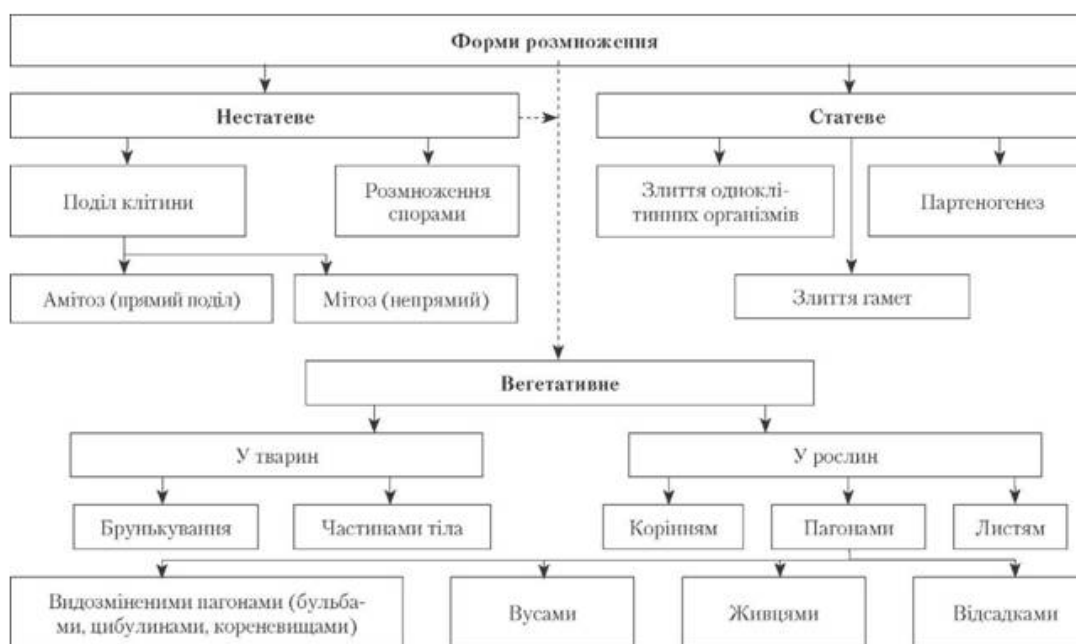 Форми розмноження
Нестатеве
Статеве
Поділ клітини
Розмноження
спорами
Злиття одноклі-
тинних організмів
Партеногенез
Амітоз (прямий поділ)
Мітоз (непрямий)
Злиття гамет
Вегетативне
У тварин
У рослин
Брунькування
Частинами тіла
Корінням
Пагонами
Листям
Видозміненими пагонами (бульба-
ми, цибулинами, кореневищами)
Вусами
Живцями
Відсадками